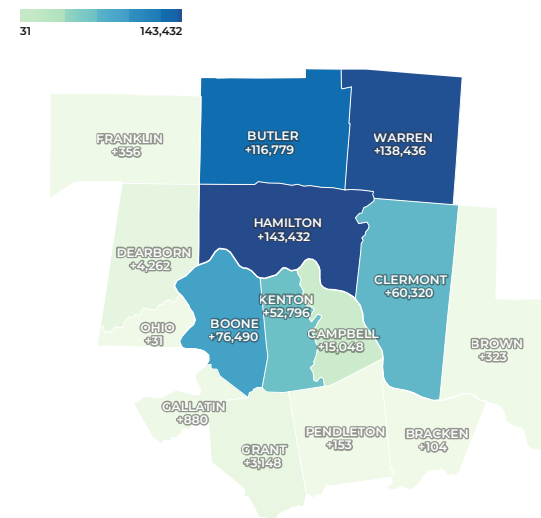 31 143,432
FRANKLIN
+356
BUTLER
+116,779
WARREN
+138,436
HAMILTON
+143,432
DEARBORN
+4,262
CLERMONT
+60,320
KENTON
+52,796
OHIO
+31
BOONE
+76,490
CAMPBELL
+15,048
BROWN
+323
GALLATIN
+880
PENDLETON
+153
BRACKEN
+104
GRANT
+3,148